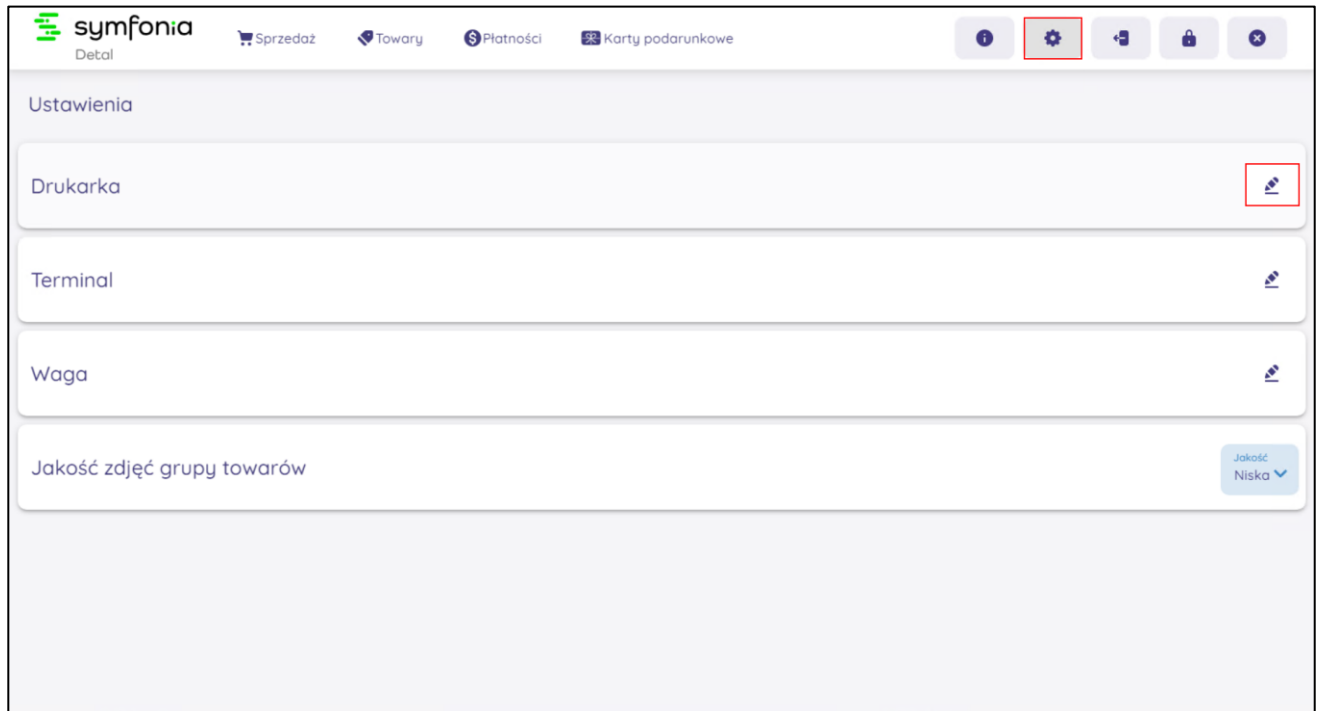 symfonia
Detal
Sprzedaż Towary Płatności Karty podarunkowe
Ustawienia
Drukarka
Terminal
Waga
Jakość zdjęć grupy towarów
Jakość
Niska